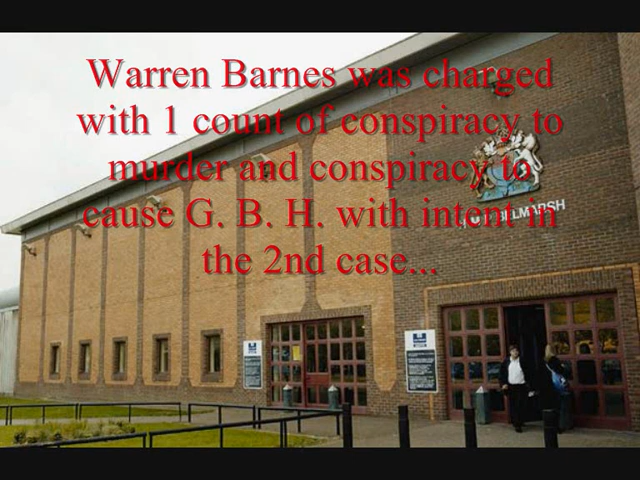 Warren Barnes was charged
with 1 count of conspiracy to
murder and conspiracy to
cause G. B. H. with intent in
the 2nd case...
BELMARSH